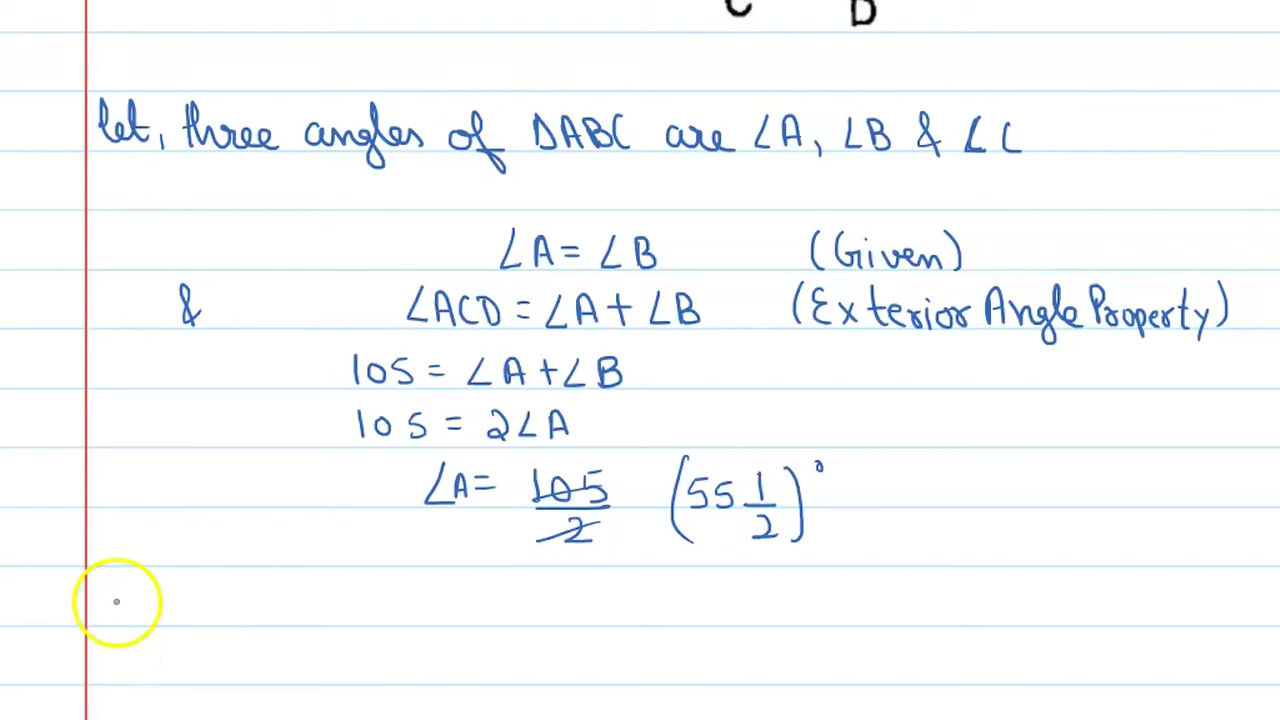 C D
let, three angles of ΔABC are ∠A, ∠B & ∠C
∠A = ∠B (Given)
& ∠ACD = ∠A + ∠B (Exterior Angle Property)
105 = ∠A + ∠B
105 = 2∠A
∠A = 105/2 (55 1/2)°